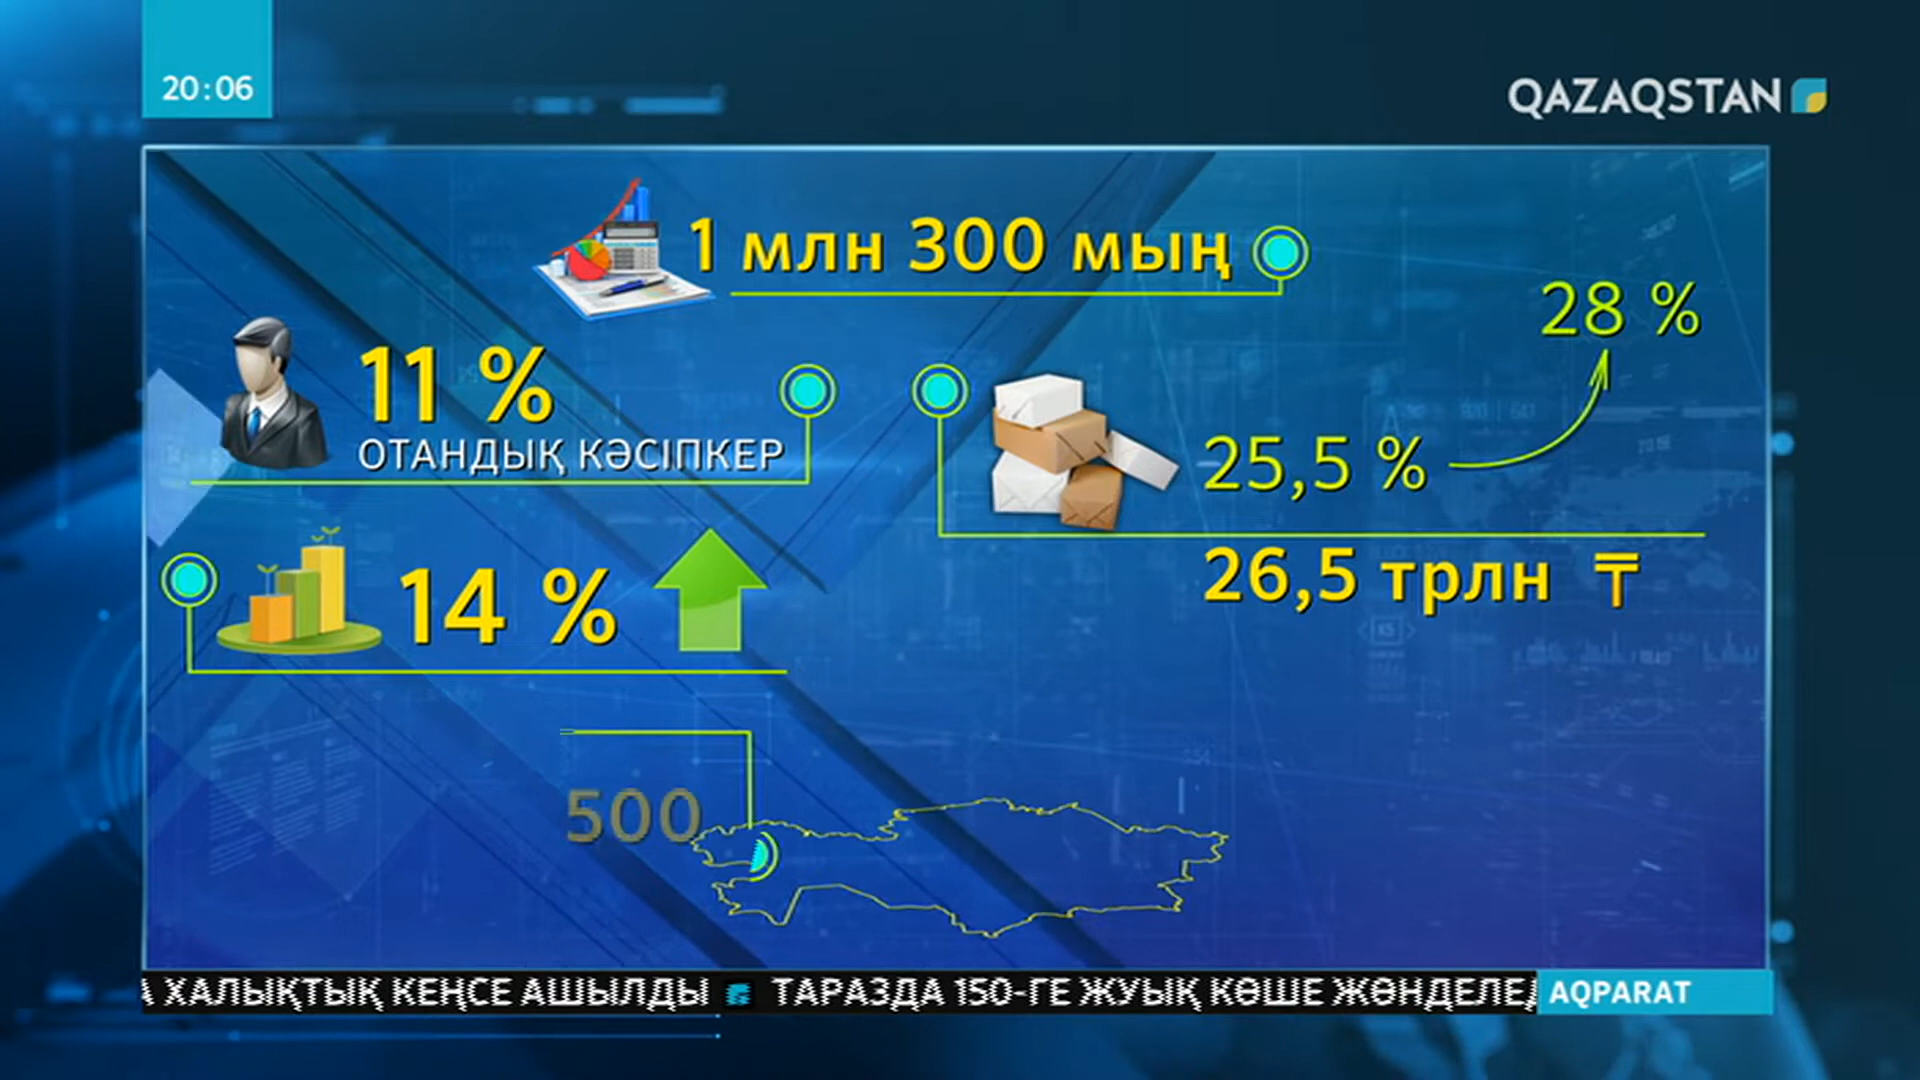 20:06
QAZAQSTAN
1 млн 300 мың
28 %
11 %
ОТАНДЫҚ КӘСІПКЕР
25,5 %
26,5 трлн ₸
14 %
500
А ХАЛЫҚТЫҚ КЕҢСЕ АШЫЛДЫ ТАРАЗДА 150-ГЕ ЖУЫҚ КӨШЕ ЖӨНДЕЛЕД
AQPARAT